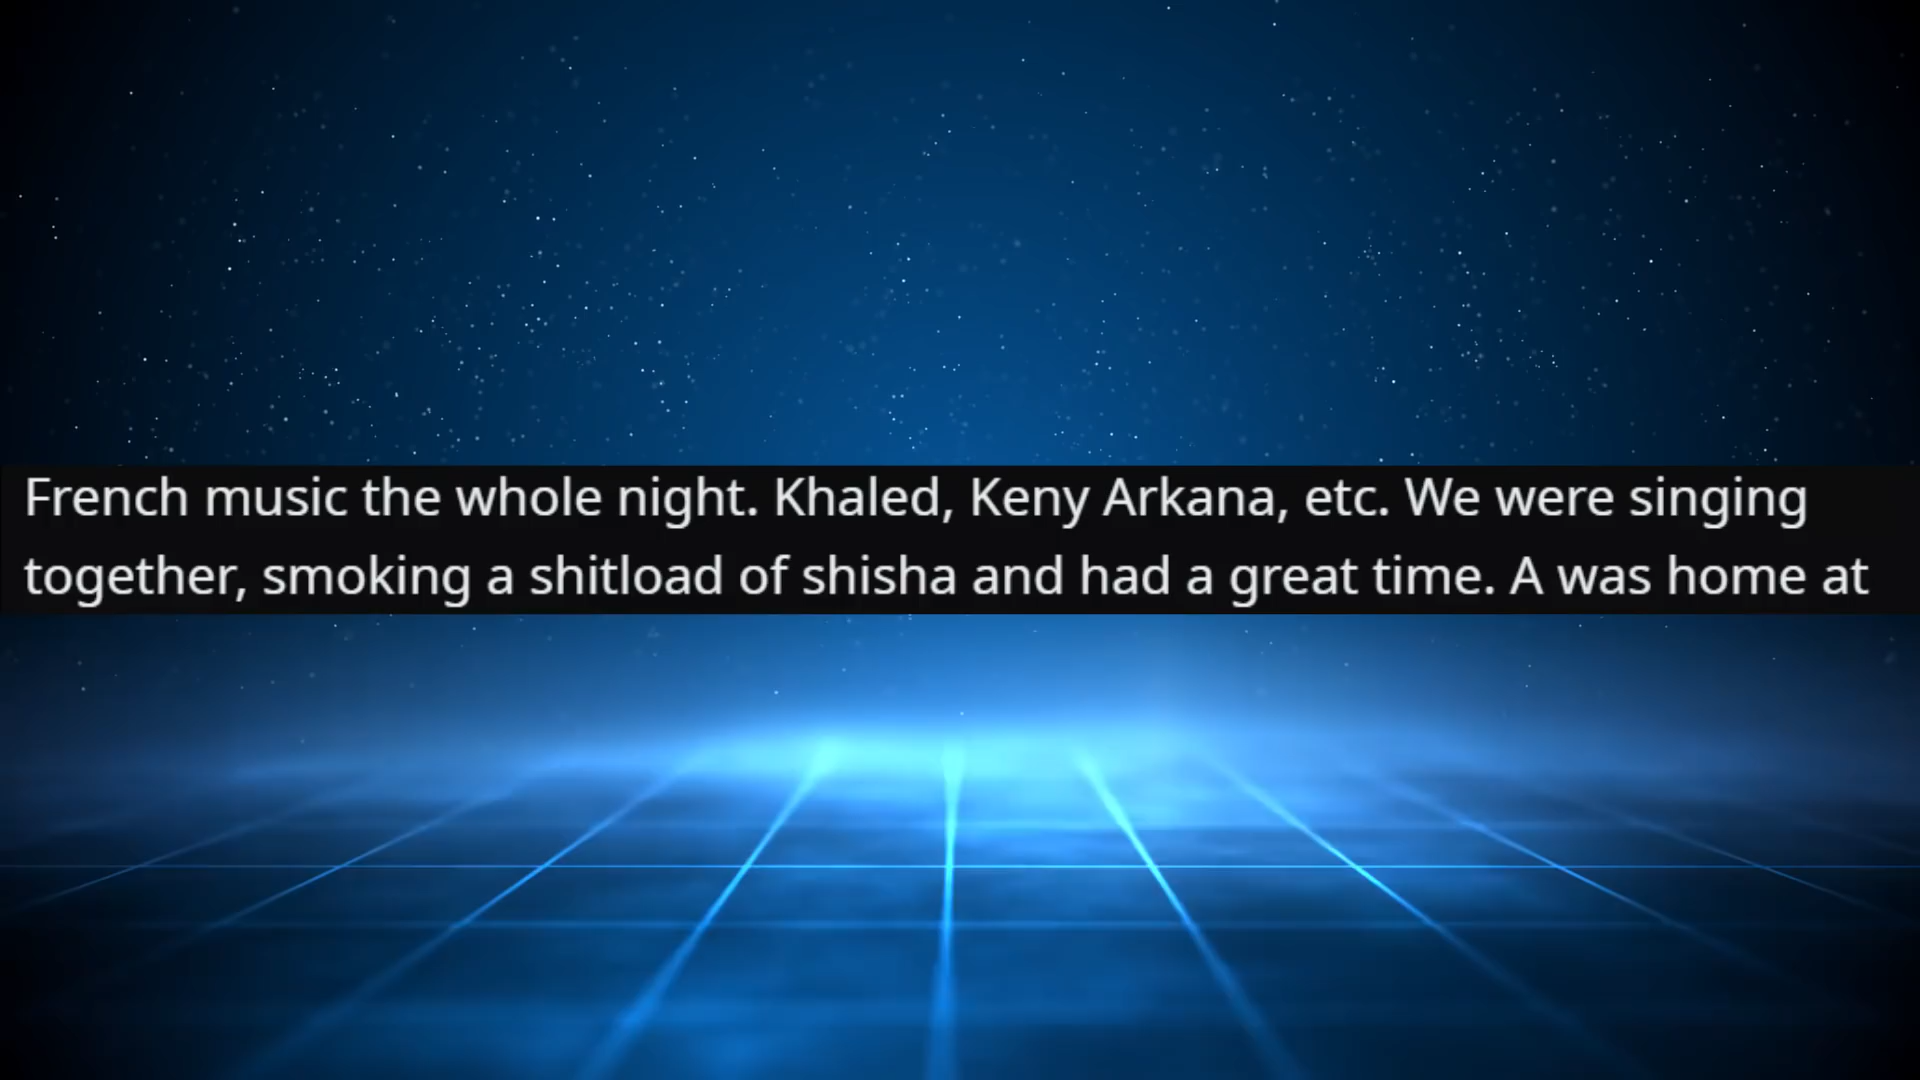 French music the whole night. Khaled, Keny Arkana, etc. We were singing
together, smoking a shitload of shisha and had a great time. A was home at